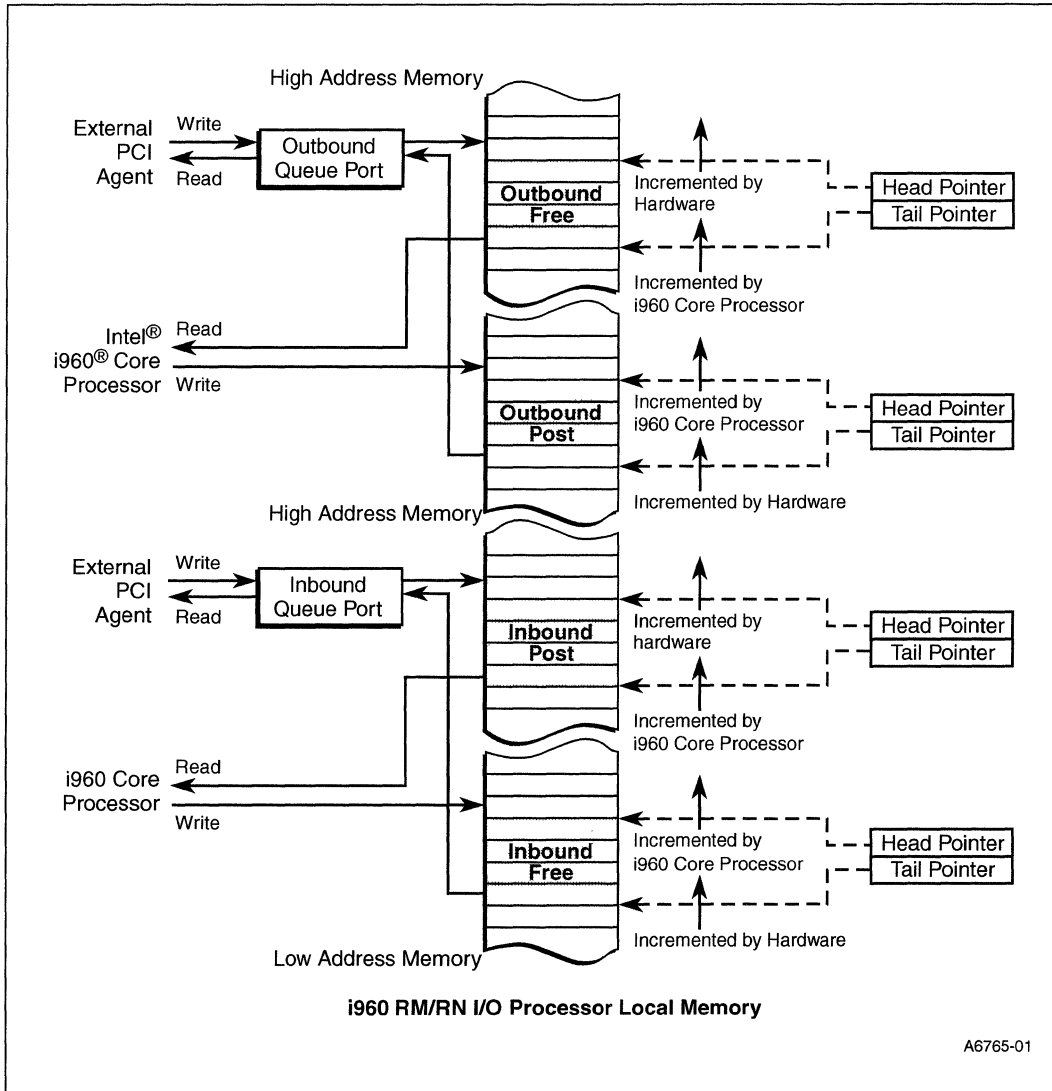 High Address Memory
External
PCI
Agent
Write
Read
Outbound
Queue Port
Outbound
Free
Incremented by
Hardware
Head Pointer
Tail Pointer
Incremented by
i960 Core Processor
Intel®
i960® Core
Processor
Read
Write
Outbound
Post
Incremented by
i960 Core Processor
Head Pointer
Tail Pointer
Incremented by Hardware
High Address Memory
External
PCI
Agent
Write
Read
Inbound
Queue Port
Inbound
Post
Incremented by
hardware
Head Pointer
Tail Pointer
Incremented by
i960 Core Processor
i960 Core
Processor
Read
Write
Inbound
Free
Incremented by
i960 Core Processor
Head Pointer
Tail Pointer
Incremented by Hardware
Low Address Memory
i960 RM/RN I/O Processor Local Memory
A6765-01